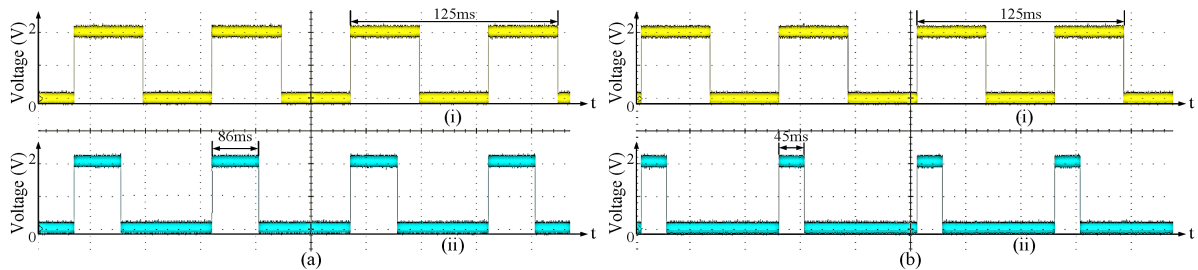 125ms
Voltage (V)
2
0
t
(i)
86ms
Voltage (V)
2
0
t
(ii)
(a)
125ms
Voltage (V)
2
0
t
(i)
45ms
Voltage (V)
2
0
t
(ii)
(b)